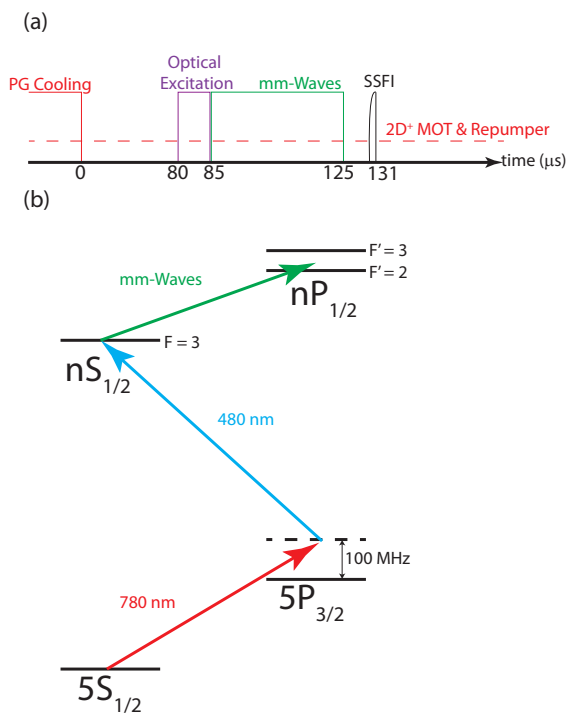 (a)
Optical
Excitation
PG Cooling
mm-Waves
SSFI
2D⁺ MOT & Repumper
time (μs)
0
80
85
125
131
(b)
F' = 3
mm-Waves
F' = 2
nP1/2
F = 3
nS1/2
480 nm
100 MHz
780 nm
5P3/2
5S1/2